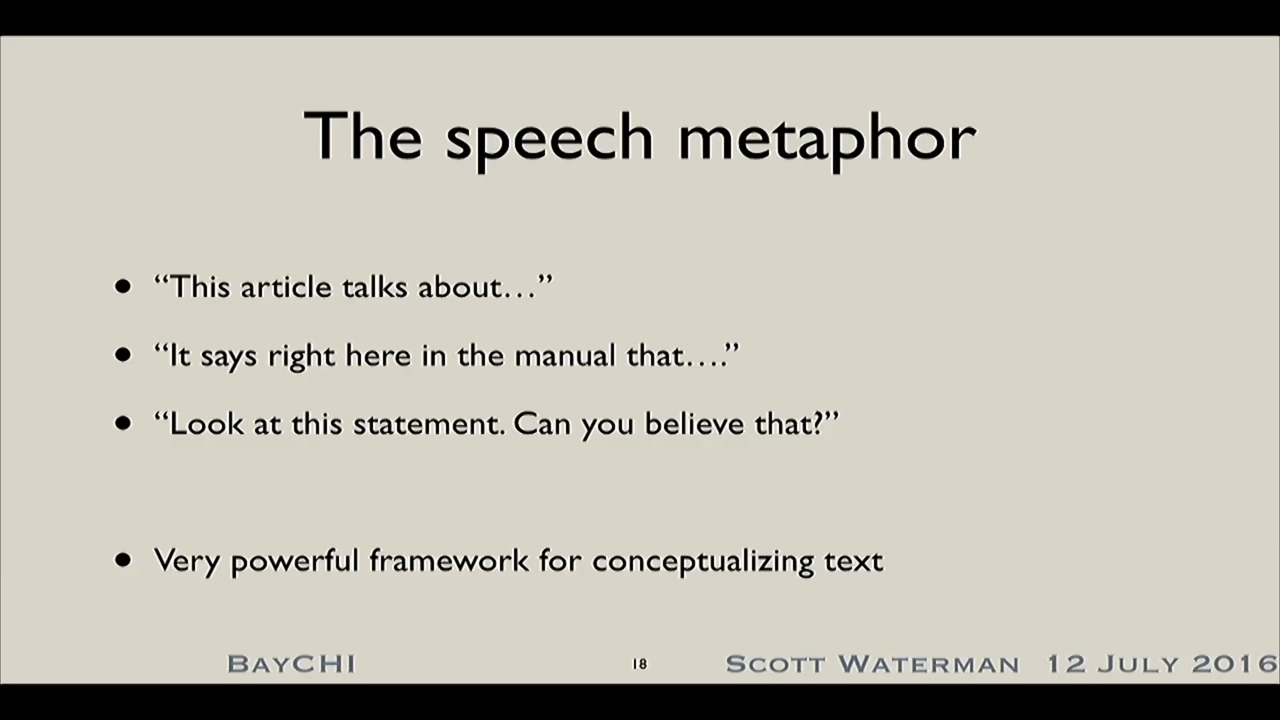 The speech metaphor
• “This article talks about…”
• “It says right here in the manual that….”
• “Look at this statement. Can you believe that?”
• Very powerful framework for conceptualizing text
BayCHI 18 Scott Waterman 12 July 2016